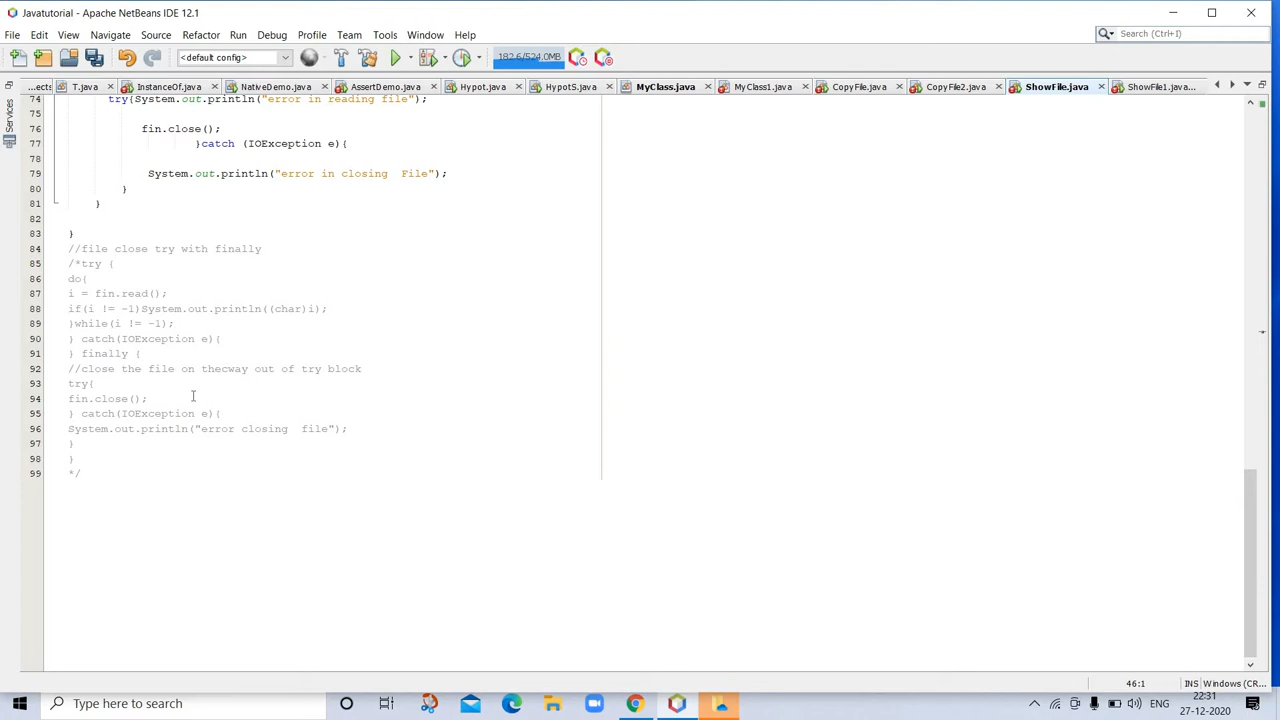 Javatutorial - Apache NetBeans IDE 12.1
File Edit View Navigate Source Refactor Run Debug Profile Team Tools Window Help
Search (Ctrl+I)
<default config>
182.6/524.0MB
...ects T.java InstanceOf.java NativeDemo.java AssertDemo.java Hypot.java HypotS.java MyClass.java MyClass1.java CopyFile.java CopyFile2.java ShowFile.java ShowFile1.java...
Services
74 try(System.out.println("error in reading file");
75
76 fin.close();
77 }catch (IOException e){
78
79 System.out.println("error in closing  File");
80 }
81 }
82
83 }
84 //file close try with finally
85 /*try {
86 do{
87 i = fin.read();
88 if(i != -1)System.out.println((char)i);
89 }while(i != -1);
90 } catch(IOException e){
91 } finally {
92 //close the file on thecway out of try block
93 try{
94 fin.close();
95 } catch(IOException e){
96 System.out.println("error closing  file");
97 }
98 }
99 */
46:1 INS Windows (CR...
Type here to search
ENG
22:31
27-12-2020